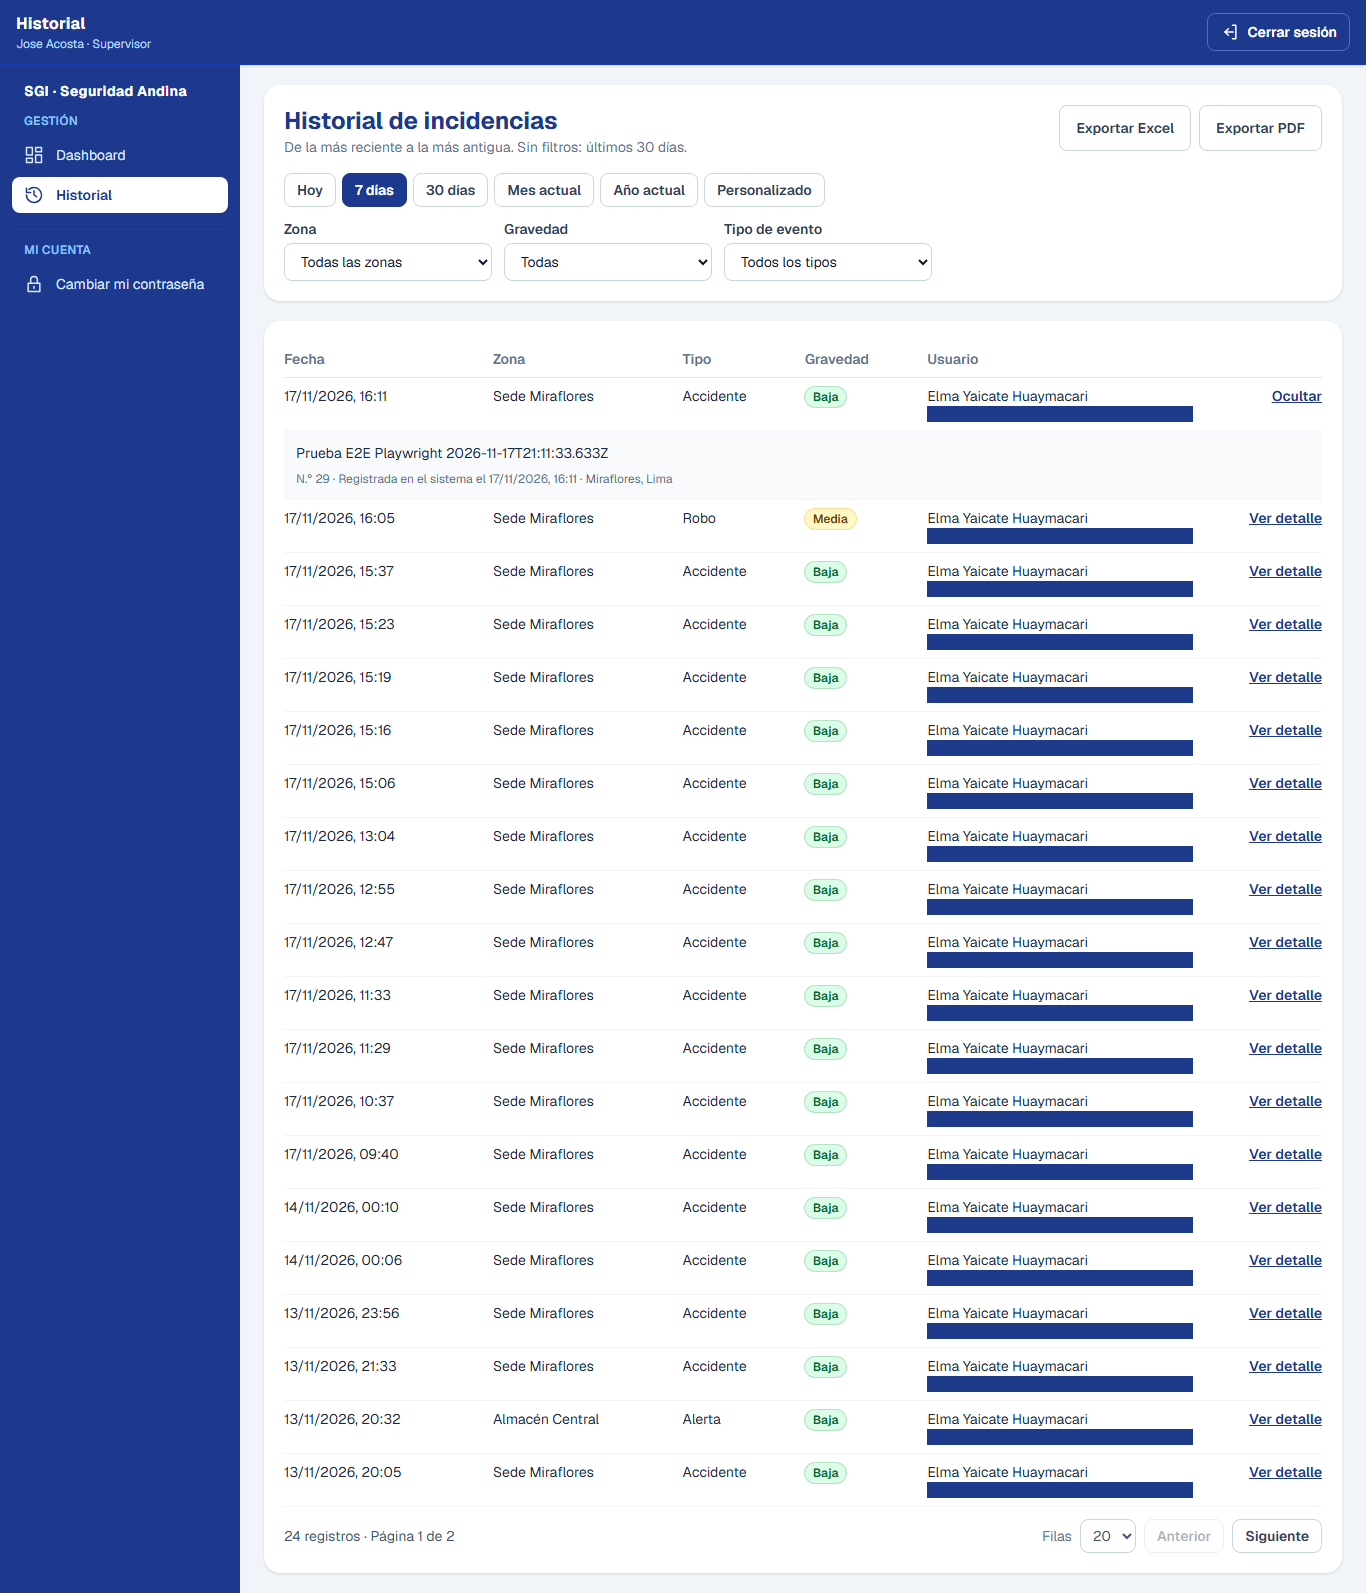 Historial
Jose Acosta · Supervisor
Cerrar sesión
SGI · Seguridad Andina
GESTIÓN
Dashboard
Historial
MI CUENTA
Cambiar mi contraseña
Historial de incidencias
De la más reciente a la más antigua. Sin filtros: últimos 30 días.
Exportar Excel
Exportar PDF
Hoy 7 días 30 días Mes actual Año actual Personalizado
Zona Gravedad Tipo de evento
Todas las zonas Todas Todos los tipos
Fecha Zona Tipo Gravedad Usuario
17/11/2026, 16:11 Sede Miraflores Accidente Baja Elma Yaicate Huaymacari Ocultar
Prueba E2E Playwright 2026-11-17T21:11:33.633Z
N.° 29 · Registrada en el sistema el 17/11/2026, 16:11 · Miraflores, Lima
17/11/2026, 16:05 Sede Miraflores Robo Media Elma Yaicate Huaymacari Ver detalle
17/11/2026, 15:37 Sede Miraflores Accidente Baja Elma Yaicate Huaymacari Ver detalle
17/11/2026, 15:23 Sede Miraflores Accidente Baja Elma Yaicate Huaymacari Ver detalle
17/11/2026, 15:19 Sede Miraflores Accidente Baja Elma Yaicate Huaymacari Ver detalle
17/11/2026, 15:16 Sede Miraflores Accidente Baja Elma Yaicate Huaymacari Ver detalle
17/11/2026, 15:06 Sede Miraflores Accidente Baja Elma Yaicate Huaymacari Ver detalle
17/11/2026, 13:04 Sede Miraflores Accidente Baja Elma Yaicate Huaymacari Ver detalle
17/11/2026, 12:55 Sede Miraflores Accidente Baja Elma Yaicate Huaymacari Ver detalle
17/11/2026, 12:47 Sede Miraflores Accidente Baja Elma Yaicate Huaymacari Ver detalle
17/11/2026, 11:33 Sede Miraflores Accidente Baja Elma Yaicate Huaymacari Ver detalle
17/11/2026, 11:29 Sede Miraflores Accidente Baja Elma Yaicate Huaymacari Ver detalle
17/11/2026, 10:37 Sede Miraflores Accidente Baja Elma Yaicate Huaymacari Ver detalle
17/11/2026, 09:40 Sede Miraflores Accidente Baja Elma Yaicate Huaymacari Ver detalle
14/11/2026, 00:10 Sede Miraflores Accidente Baja Elma Yaicate Huaymacari Ver detalle
14/11/2026, 00:06 Sede Miraflores Accidente Baja Elma Yaicate Huaymacari Ver detalle
13/11/2026, 23:56 Sede Miraflores Accidente Baja Elma Yaicate Huaymacari Ver detalle
13/11/2026, 21:33 Sede Miraflores Accidente Baja Elma Yaicate Huaymacari Ver detalle
13/11/2026, 20:32 Almacén Central Alerta Baja Elma Yaicate Huaymacari Ver detalle
13/11/2026, 20:05 Sede Miraflores Accidente Baja Elma Yaicate Huaymacari Ver detalle
24 registros · Página 1 de 2 Filas 20 Anterior Siguiente